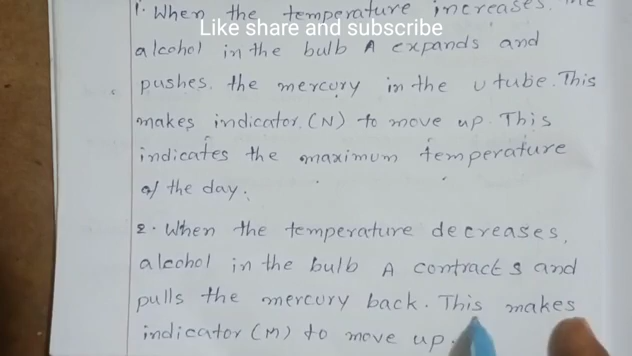 1. When the temperature increases. the
Like share and subscribe
alcohol in the bulb A expands and
pushes. the mercury in the u tube. This
makes indicator. (N) to move up. This
indicates the maximum temperature
of the day.
2. When the temperature decreases,
alcohol in the bulb A contracts and
pulls the mercury back. This makes
indicator (M) to move up.